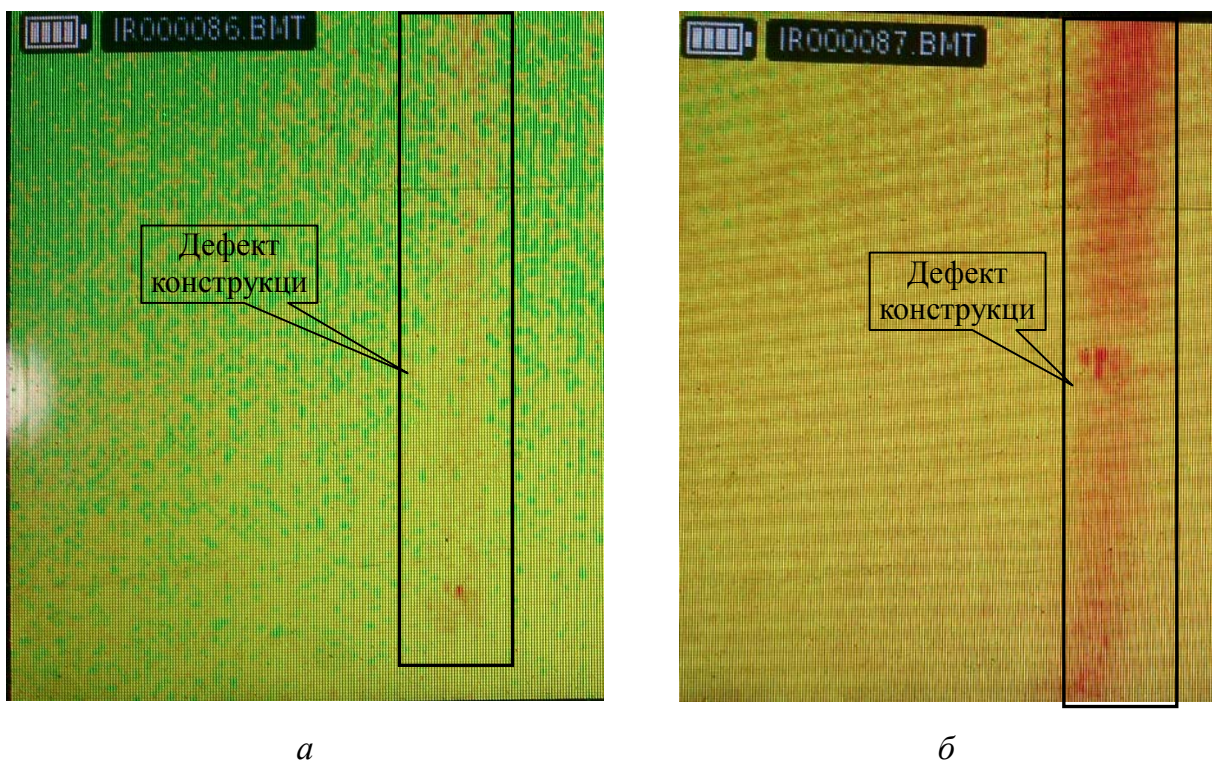 IR000086.BMT
IR000087.BMT
Дефект
конструкци
Дефект
конструкци
а
б